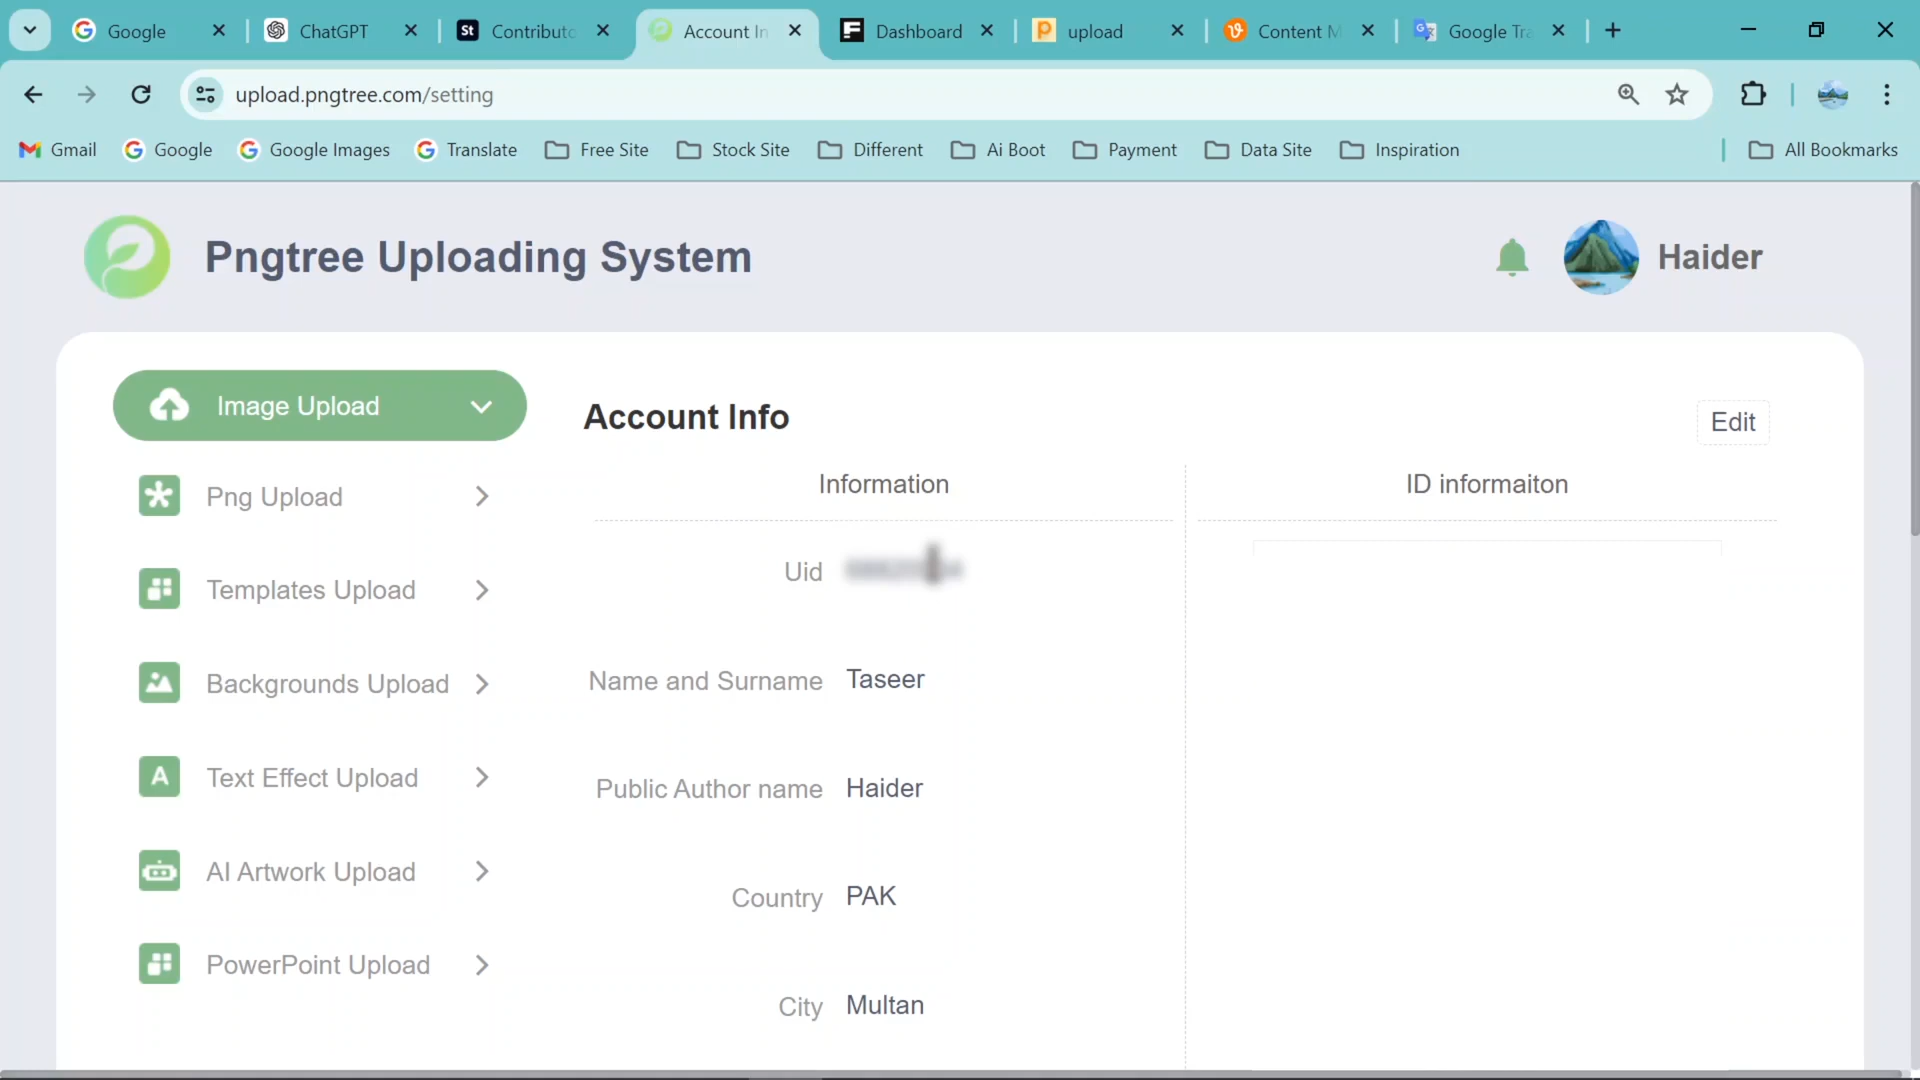 Google
ChatGPT
St
Contributo
Account In
Dashboard
upload
Content M
Google Tra
upload.pngtree.com/setting
Gmail
Google
Google Images
Translate
Free Site
Stock Site
Different
Ai Boot
Payment
Data Site
Inspiration
All Bookmarks
Pngtree Uploading System
Haider
Image Upload
Account Info
Edit
Information
ID informaiton
Png Upload
Uid
Templates Upload
Name and Surname Taseer
Backgrounds Upload
Text Effect Upload
Public Author name Haider
AI Artwork Upload
Country PAK
PowerPoint Upload
City Multan